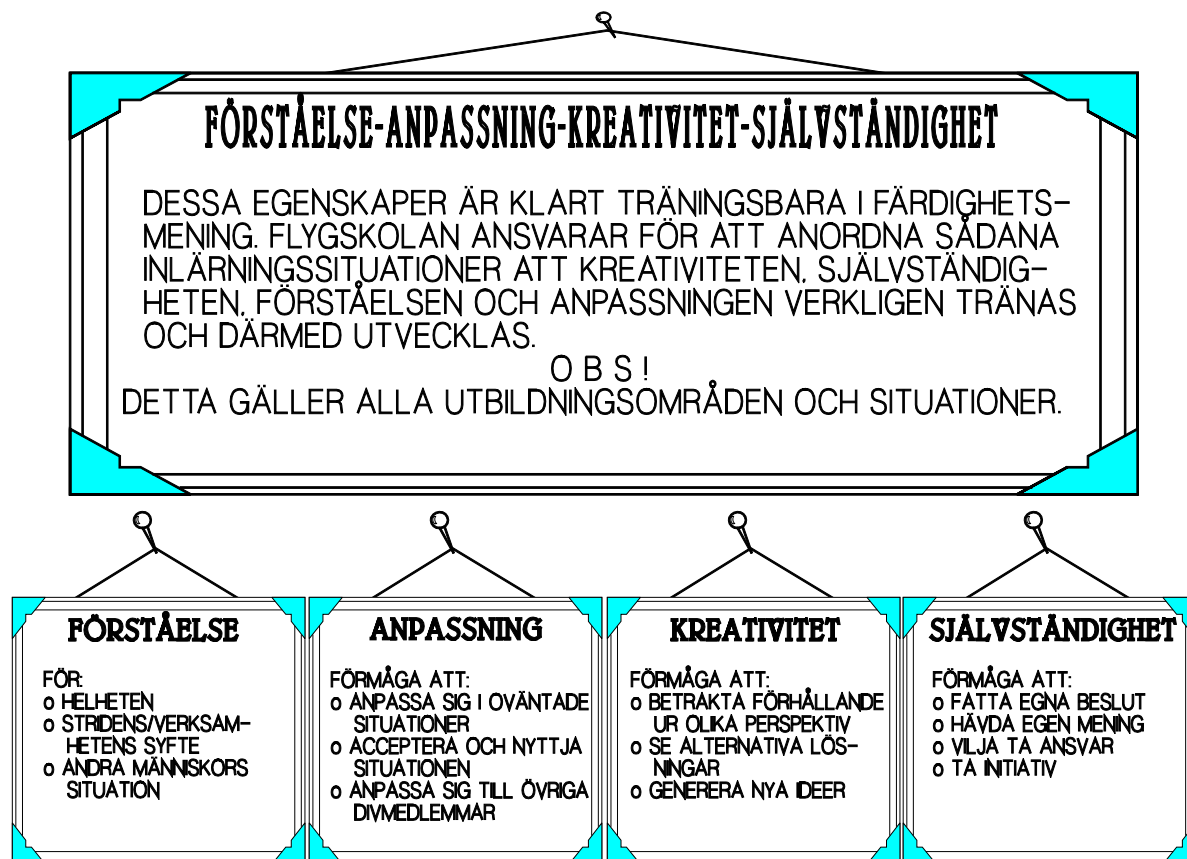 FÖRSTÅELSE-ANPASSNING-KREATIVITET-SJÄLVSTÄNDIGHET
DESSA EGENSKAPER ÄR KLART TRÄNINGSBARA I FÄRDIGHETS-
MENING. FLYGSKOLAN ANSVARAR FÖR ATT ANORDNA SÅDANA
INLÄRNINGSSITUATIONER ATT KREATIVITETEN, SJÄLVSTÄNDIG-
HETEN, FÖRSTÅELSEN OCH ANPASSNINGEN VERKLIGEN TRÄNAS
OCH DÄRMED UTVECKLAS.
O B S !
DETTA GÄLLER ALLA UTBILDNINGSOMRÅDEN OCH SITUATIONER.
FÖRSTÅELSE
FÖR:
o HELHETEN
o STRIDENS/VERKSAM-
HETENS SYFTE
o ANDRA MÄNNISKORS
SITUATION
ANPASSNING
FÖRMÅGA ATT:
o ANPASSA SIG I OVÄNTADE
SITUATIONER
o ACCEPTERA OCH NYTTJA
SITUATIONEN
o ANPASSA SIG TILL ÖVRIGA
DIVMEDLEMMAR
KREATIVITET
FÖRMÅGA ATT:
o BETRAKTA FÖRHÅLLANDE
UR OLIKA PERSPEKTIV
o SE ALTERNATIVA LÖS-
NINGAR
o GENERERA NYA IDEER
SJÄLVSTÄNDIGHET
FÖRMÅGA ATT:
o FATTA EGNA BESLUT
o HÄVDA EGEN MENING
o VILJA TA ANSVAR
o TA INITIATIV